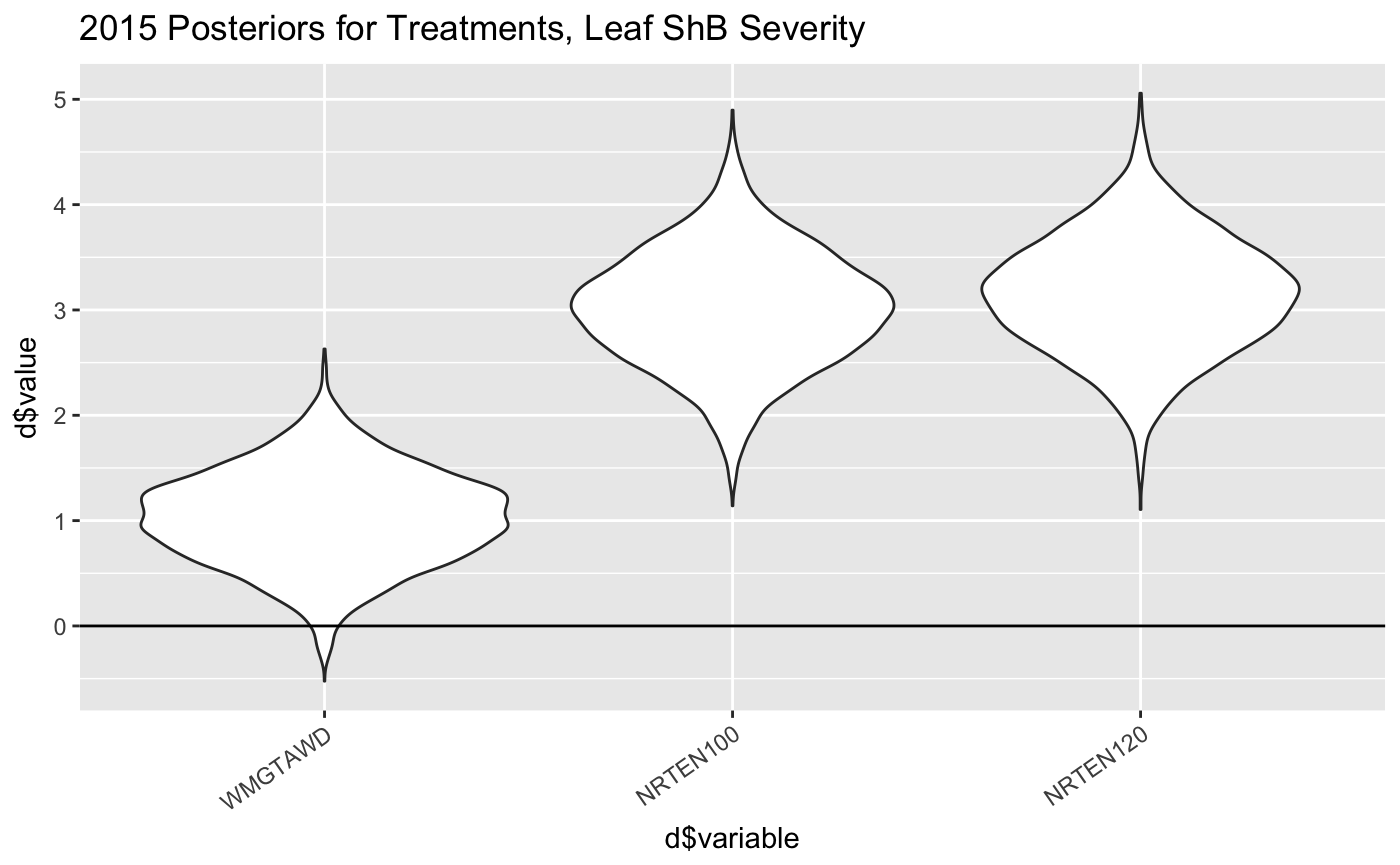 2015 Posteriors for Treatments, Leaf ShB Severity
d$value
5
4
3
2
1
0
WMGTAWD
NRTEN100
NRTEN120
d$variable